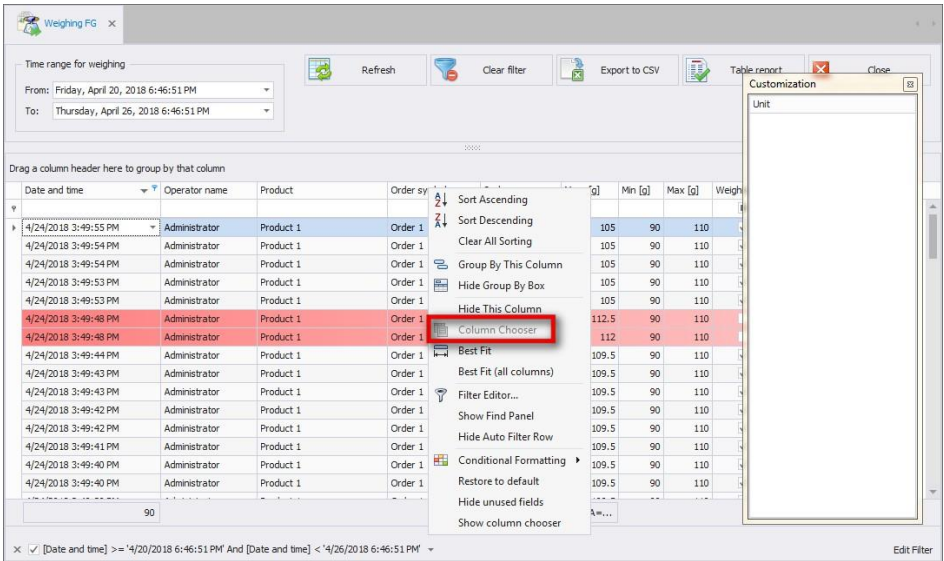 Weighing FG
Time range for weighing
From: Friday, April 20, 2018 6:46:51 PM
To: Thursday, April 26, 2018 6:46:51 PM
Refresh
Clear filter
Export to CSV
Table report
Close
Customization
Unit
Drag a column header here to group by that column
Date and time Operator name Product Order sy [g] Min [g] Max [g] Weigh
4/24/2018 3:49:55 PM Administrator Product 1 Order 1 105 90 110
4/24/2018 3:49:54 PM Administrator Product 1 Order 1 105 90 110
4/24/2018 3:49:54 PM Administrator Product 1 Order 1 105 90 110
4/24/2018 3:49:53 PM Administrator Product 1 Order 1 105 90 110
4/24/2018 3:49:53 PM Administrator Product 1 Order 1 105 90 110
4/24/2018 3:49:48 PM Administrator Product 1 Order 1 112.5 90 110
4/24/2018 3:49:48 PM Administrator Product 1 Order 1 112 90 110
4/24/2018 3:49:44 PM Administrator Product 1 Order 1 109.5 90 110
4/24/2018 3:49:43 PM Administrator Product 1 Order 1 109.5 90 110
4/24/2018 3:49:43 PM Administrator Product 1 Order 1 109.5 90 110
4/24/2018 3:49:42 PM Administrator Product 1 Order 1 109.5 90 110
4/24/2018 3:49:42 PM Administrator Product 1 Order 1 109.5 90 110
4/24/2018 3:49:41 PM Administrator Product 1 Order 1 109.5 90 110
4/24/2018 3:49:40 PM Administrator Product 1 Order 1 109.5 90 110
4/24/2018 3:49:40 PM Administrator Product 1 Order 1 109.5 90 110
90 A=...
Sort Ascending
Sort Descending
Clear All Sorting
Group By This Column
Hide Group By Box
Hide This Column
Column Chooser
Best Fit
Best Fit (all columns)
Filter Editor...
Show Find Panel
Hide Auto Filter Row
Conditional Formatting
Restore to default
Hide unused fields
Show column chooser
[Date and time] >= '4/20/2018 6:46:51 PM' And [Date and time] < '4/26/2018 6:46:51 PM'
Edit Filter